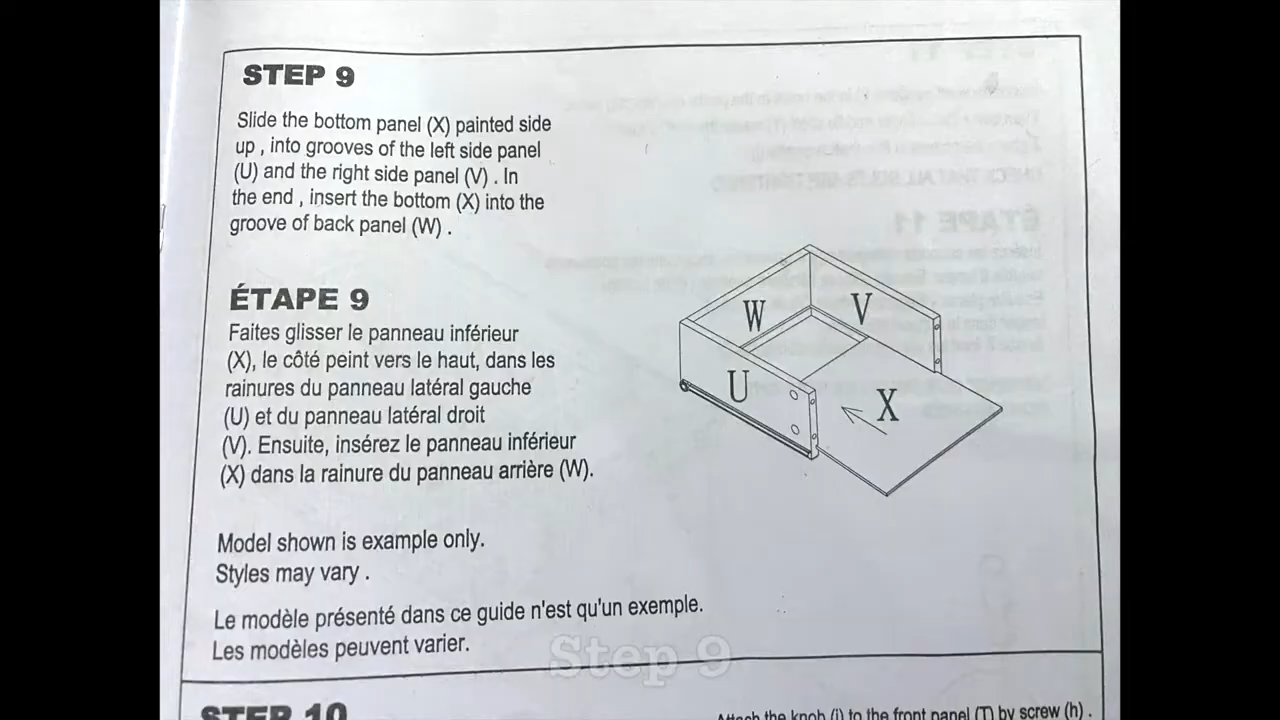 STEP 9
Slide the bottom panel (X) painted side
up , into grooves of the left side panel
(U) and the right side panel (V) . In
the end , insert the bottom (X) into the
groove of back panel (W) .
ÉTAPE 9
Faites glisser le panneau inférieur
(X), le côté peint vers le haut, dans les
rainures du panneau latéral gauche
(U) et du panneau latéral droit
(V). Ensuite, insérez le panneau inférieur
(X) dans la rainure du panneau arrière (W).
W
V
U
X
Model shown is example only.
Styles may vary .
Le modèle présenté dans ce guide n'est qu'un exemple.
Les modèles peuvent varier.
Step 9
STEP 10
Attach the knob (i) to the front panel (T) by screw (h) .